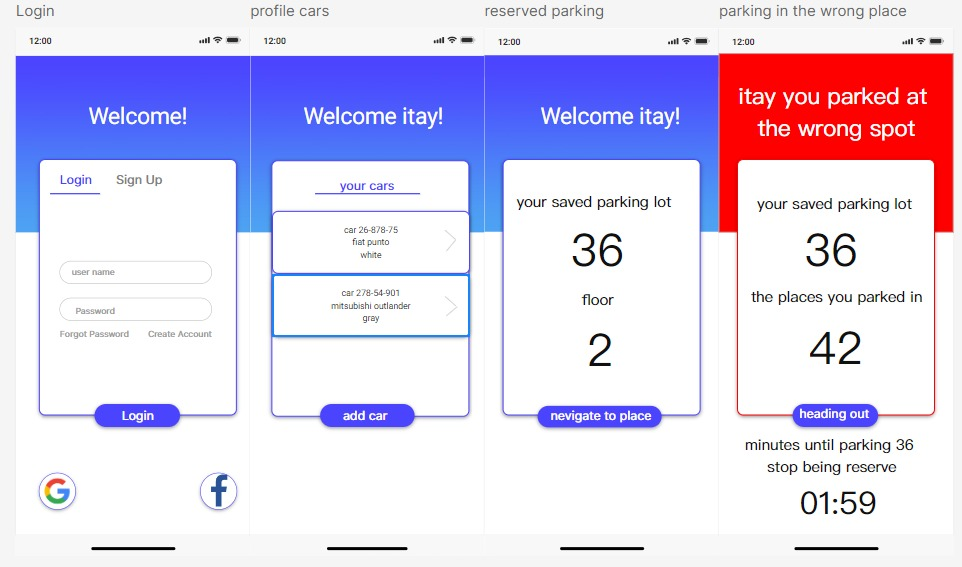 Login
12:00
Welcome!
Login Sign Up
user name
Password
Forgot Password Create Account
Login
profile cars
12:00
Welcome itay!
your cars
car 26-878-75
fiat punto
white
car 278-54-901
mitsubishi outlander
gray
add car
reserved parking
12:00
Welcome itay!
your saved parking lot
36
floor
2
nevigate to place
parking in the wrong place
12:00
itay you parked at
the wrong spot
your saved parking lot
36
the places you parked in
42
heading out
minutes until parking 36
stop being reserve
01:59